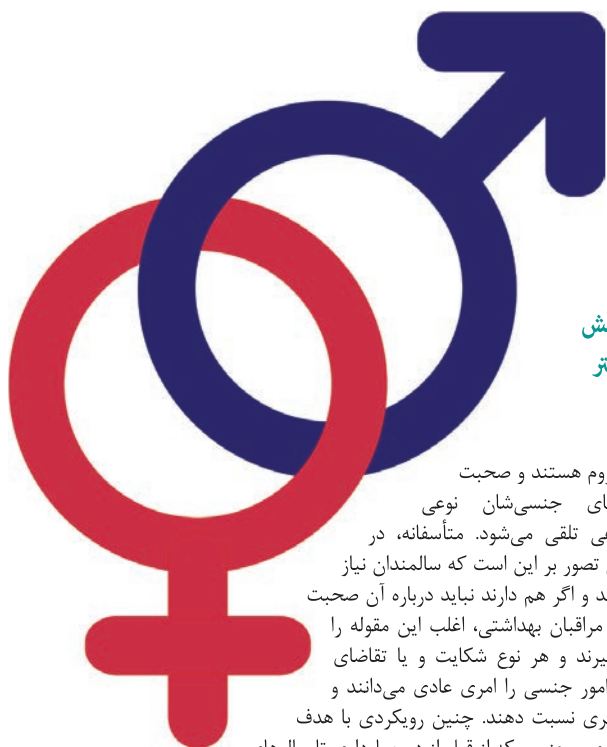 تر
روم هستند و صحبت
ای جنسی‌شان نوعی
تلقی می‌شود. متأسفانه، در
تصور بر این است که سالمندان نیاز
ند و اگر هم دارند نباید درباره آن صحبت
مراقبان بهداشتی، اغلب این مقوله را
یرند و هر نوع شکایت و یا تقاضای
امور جنسی را امری عادی می‌دانند و
ری نسبت دهند. چنین رویکردی با هدف